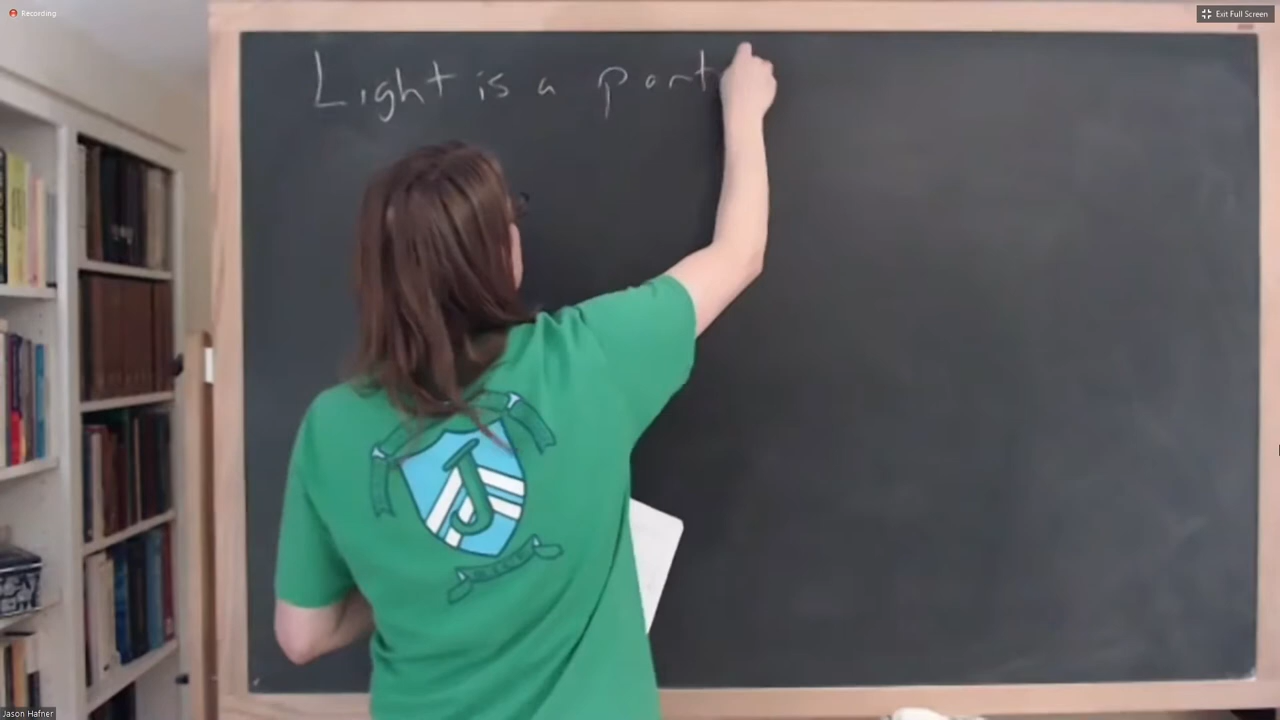 Recording
Exit Full Screen
Light is a part
J
Jason Hafner